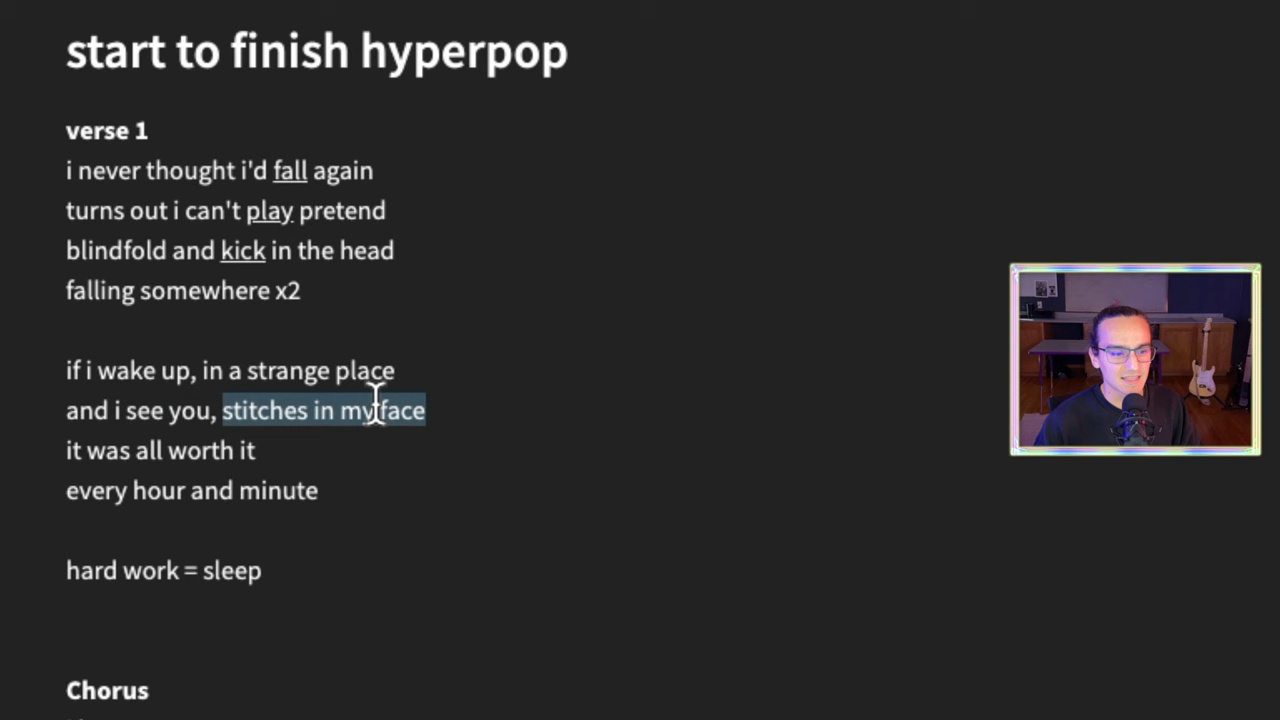 start to finish hyperpop
verse 1
i never thought i'd fall again
turns out i can't play pretend
blindfold and kick in the head
falling somewhere x2
if i wake up, in a strange place
and i see you, stitches in my face
it was all worth it
every hour and minute
hard work = sleep
Chorus